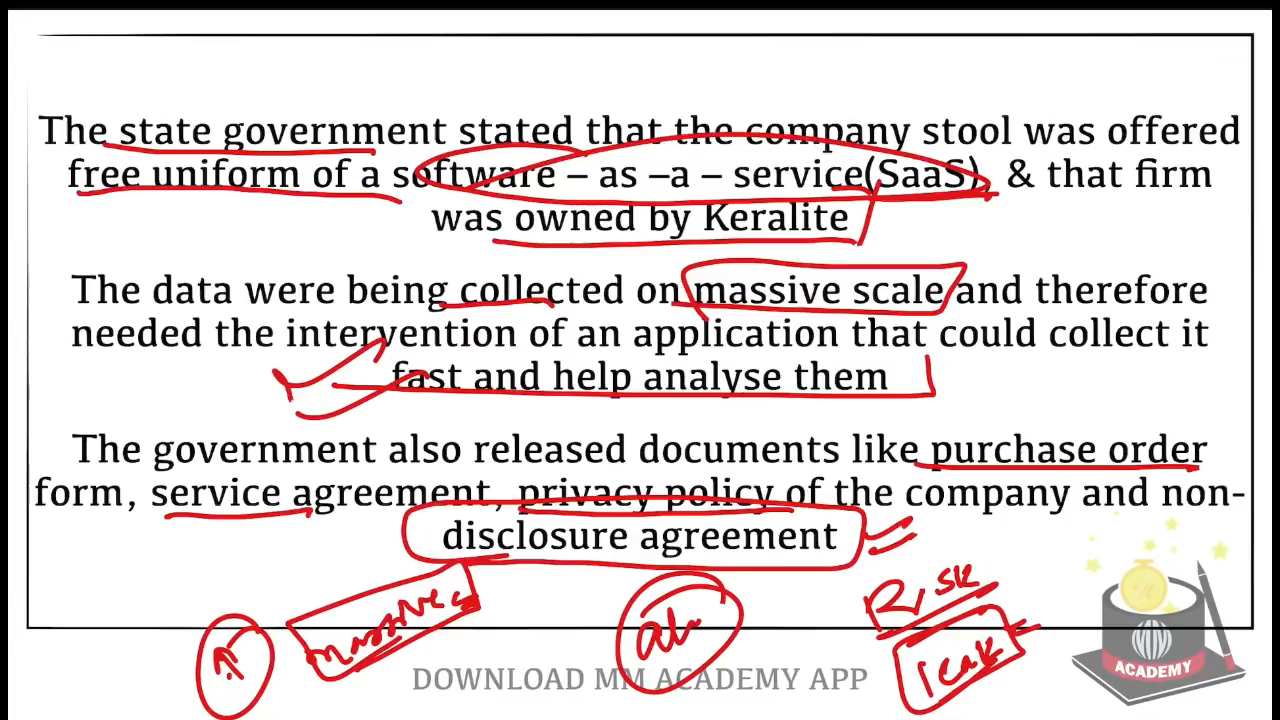 The state government stated that the company stool was offered
free uniform of a software – as –a – service(SaaS), & that firm
was owned by Keralite
The data were being collected on massive scale and therefore
needed the intervention of an application that could collect it
fast and help analyse them
The government also released documents like purchase order
form, service agreement, privacy policy of the company and non-
disclosure agreement
massive
Risk
leak
DOWNLOAD MM ACADEMY APP
MM
ACADEMY